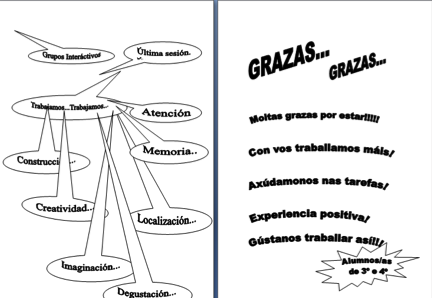 Grupos Interáctivos
Última sesión.
Trabajamos...Trabajamos...
Atención
Memoria..
Construcci...
Creatividad...
Localización...
Imaginación...
Degustación...
GRAZAS...
GRAZAS...
Moitas grazas por estar!!!!!
Con vos traballamos máis!
Axúdamonos nas tarefas!
Experiencia positiva!
Gústanos traballar así!!!
Alumnos/as
de 3º e 4º